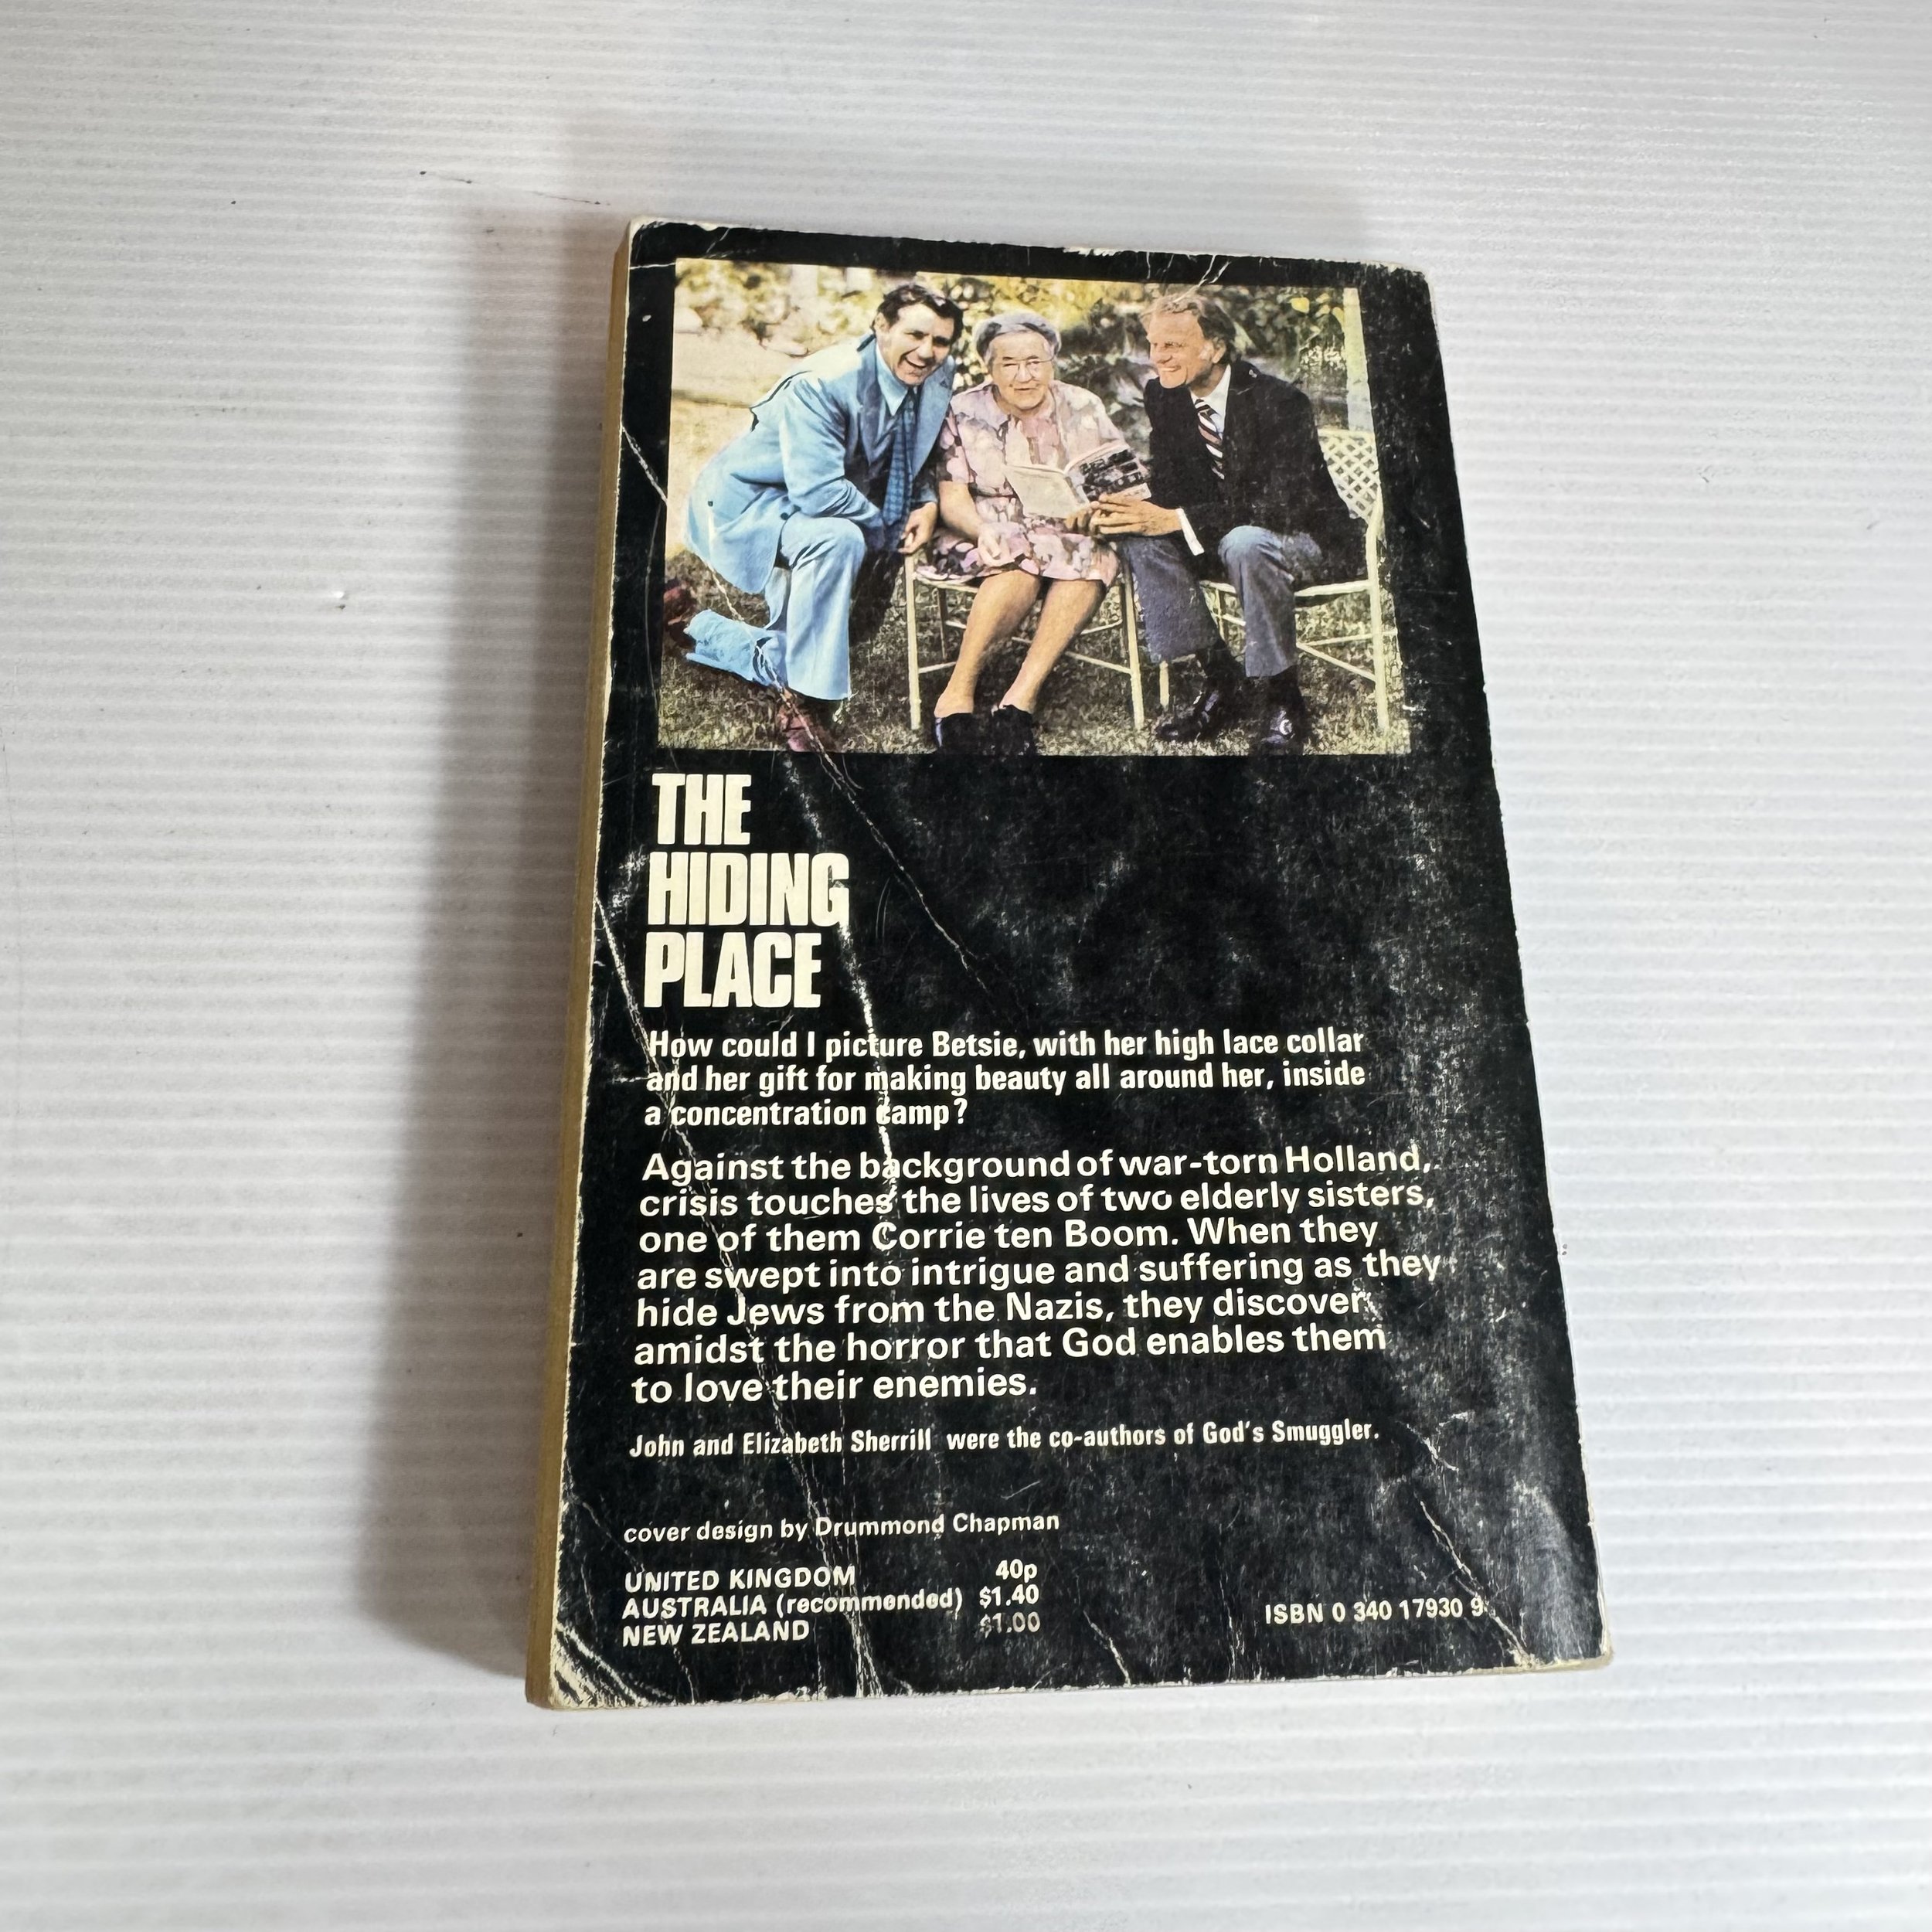 THE
HIDING
PLACE
How could I picture Betsie, with her high lace collar
and her gift for making beauty all around her, inside
a concentration camp?
Against the background of war-torn Holland,
crisis touches the lives of two elderly sisters,
one of them Corrie ten Boom. When they
are swept into intrigue and suffering as they
hide Jews from the Nazis, they discover
amidst the horror that God enables them
to love their enemies.
John and Elizabeth Sherrill were the co-authors of God's Smuggler.
cover design by Drummond Chapman
UNITED KINGDOM 40p
AUSTRALIA (recommended) $1.40
NEW ZEALAND $1.00
ISBN 0 340 17930 9